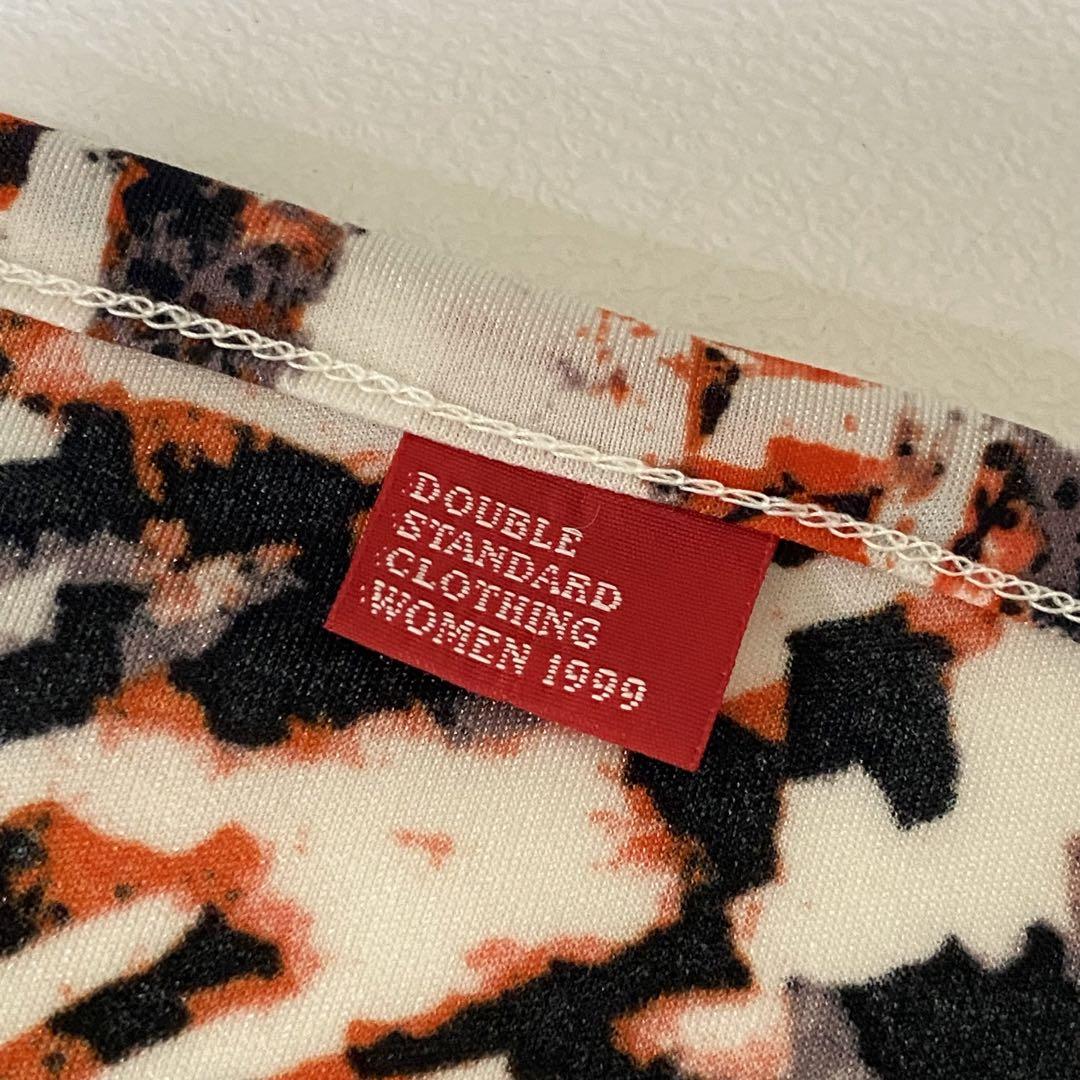 DOUBLE
STANDARD
CLOTHING
WOMEN 1999